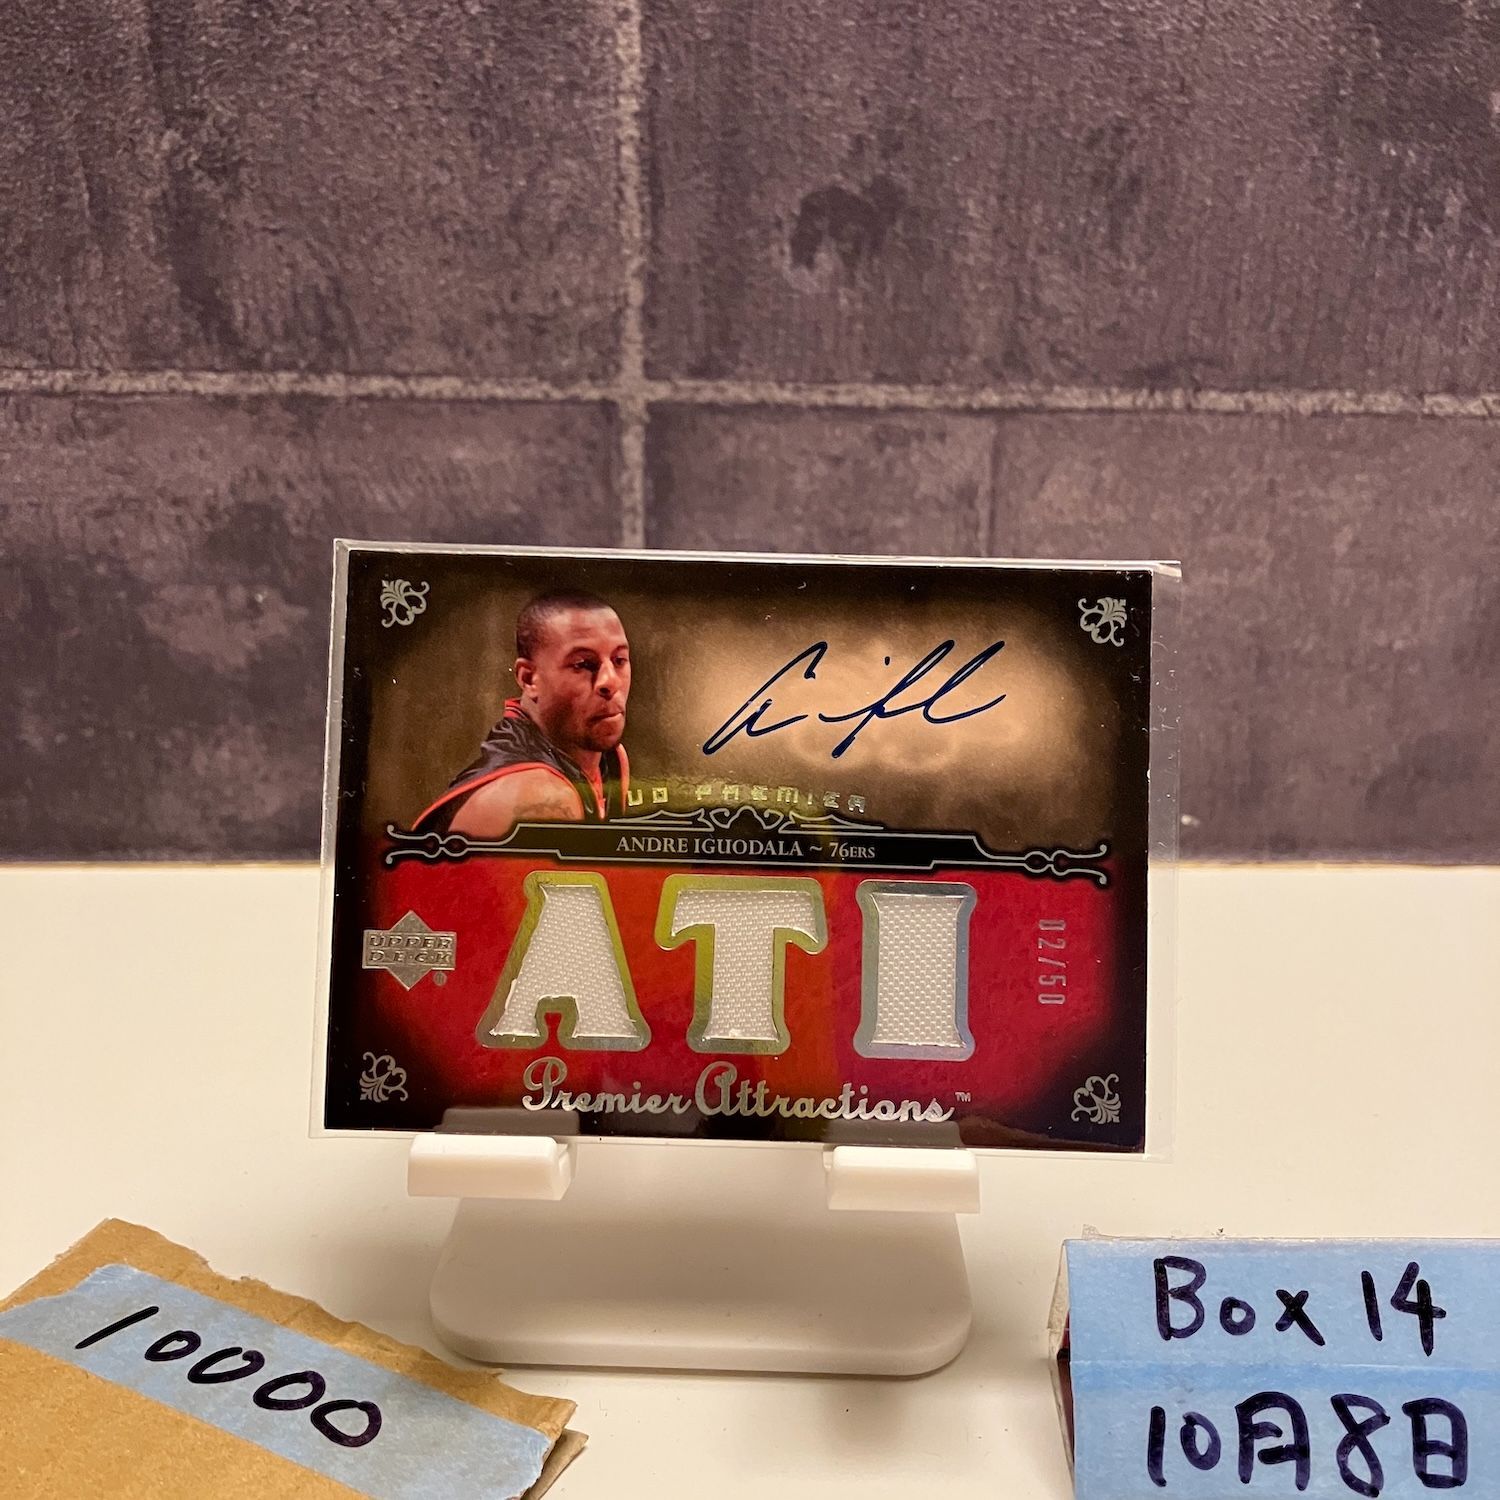 UD PREMIER
ANDRE IGUODALA ~ 76ERS
ATI
UPPER
DECK®
02/50
Premier Attractions™
10000
Box 14
10月8日